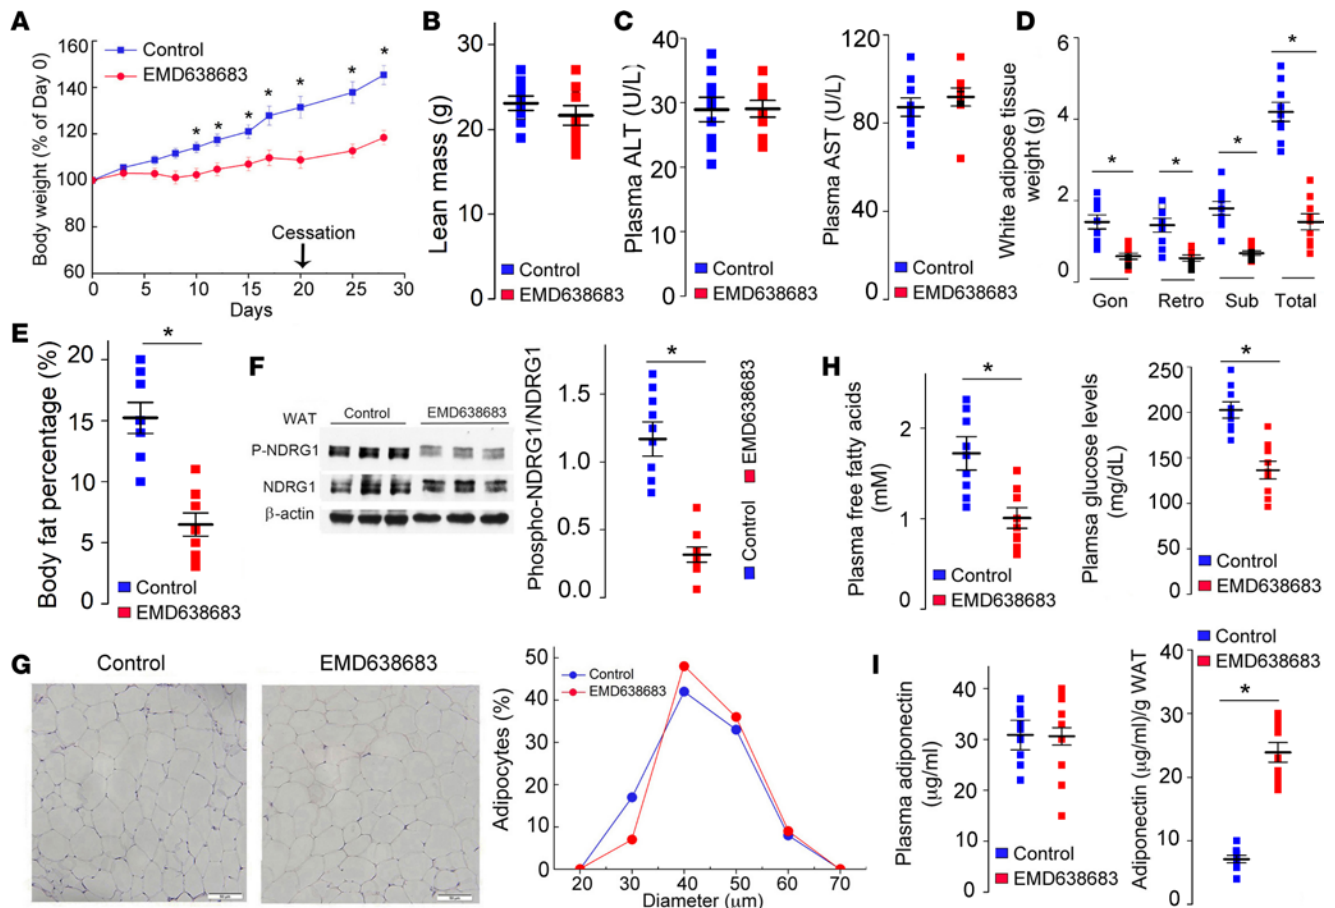 A
Body weight (% of Day 0)
160
140
120
100
80
60
Control
EMD638683
* * * * * * *
Cessation
0 5 10 15 20 25 30
Days
B
Lean mass (g)
30
20
10
0
Control
EMD638683
C
Plasma ALT (U/L)
40
30
20
10
0
Control
EMD638683
Plasma AST (U/L)
120
80
40
0
Control
EMD638683
D
White adipose tissue
weight (g)
6
4
2
0
* * * *
Gon Retro Sub Total
E
Body fat percentage (%)
20
15
10
5
0
*
Control
EMD638683
F
WAT Control EMD638683
P-NDRG1
NDRG1
β-actin
Phospho-NDRG1/NDRG1
1.5
1.0
0.5
0.0
*
Control
EMD638683
H
Plasma free fatty acids
(mM)
2
1
0
*
Control
EMD638683
Plamsa glucose levels
(mg/dL)
250
200
150
100
50
0
*
Control
EMD638683
G
Control EMD638683
Adipocytes (%)
50
40
30
20
10
0
Control
EMD638683
20 30 40 50 60 70
Diameter (μm)
I
Plasma adiponectin
(μg/ml)
40
30
20
10
0
Control
EMD638683
Adiponectin (μg/ml)/g WAT
40
30
20
10
0
Control
EMD638683
*